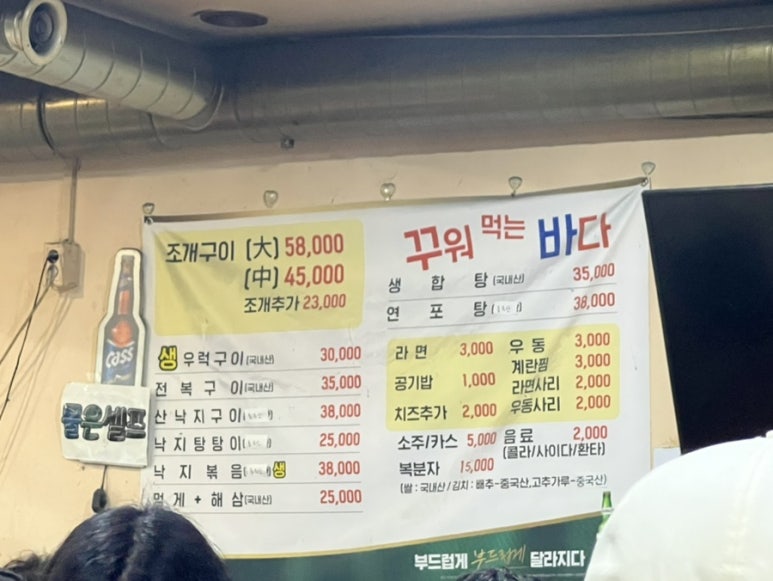 꾸워 먹는 바다
조개구이 (大) 58,000
(中) 45,000
조개추가 23,000
생 우럭구이 (국내산) 30,000
전복구이 (국내산) 35,000
산낙지구이 38,000
낙지탕탕이 25,000
낙지볶음 생 38,000
멍게 + 해삼 (국내산) 25,000
생합탕 (국내산) 35,000
연포탕 38,000
라면 3,000
공기밥 1,000
치즈추가 2,000
우동 3,000
계란찜 3,000
라면사리 2,000
우동사리 2,000
소주/카스 5,000
음료 2,000
(콜라/사이다/환타)
복분자 15,000
(쌀 : 국내산 / 김치 : 배추-중국산, 고추가루-중국산)
부드럽게 부드럽게 달라지다
Cass
물은셀프